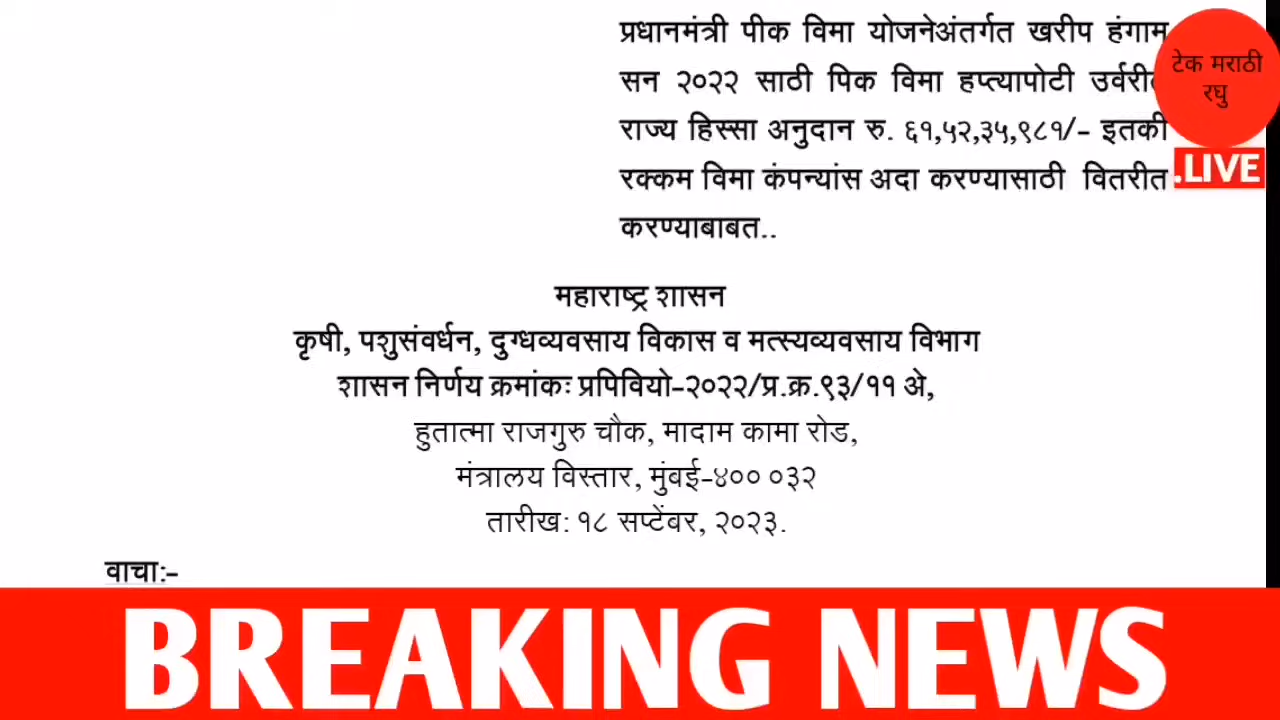 प्रधानमंत्री पीक विमा योजनेअंतर्गत खरीप हंगाम
सन २०२२ साठी पिक विमा हप्त्यापोटी उर्वरीत
राज्य हिस्सा अनुदान रु. ६१,५२,३५,९८१/- इतकी
रक्कम विमा कंपन्यांस अदा करण्यासाठी वितरीत
करण्याबाबत..
टेक मराठी
रघु
.LIVE
महाराष्ट्र शासन
कृषी, पशुसंवर्धन, दुग्धव्यवसाय विकास व मत्स्यव्यवसाय विभाग
शासन निर्णय क्रमांकः प्रपिवियो-२०२२/प्र.क्र.९३/११ अे,
हुतात्मा राजगुरु चौक, मादाम कामा रोड,
मंत्रालय विस्तार, मुंबई-४०० ०३२
तारीख: १८ सप्टेंबर, २०२३.
वाचा:-
BREAKING NEWS